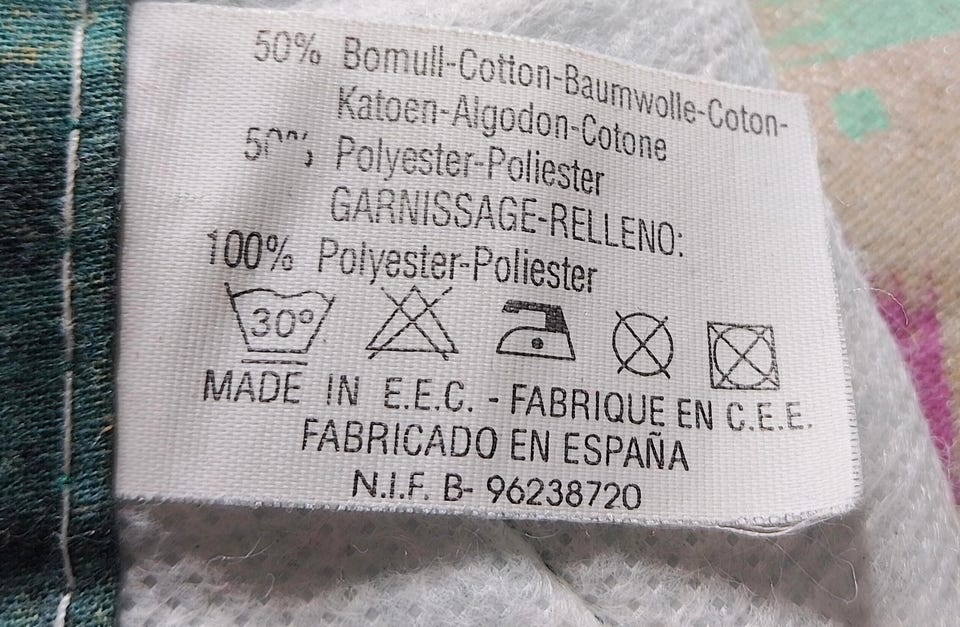 50% Bomull-Cotton-Baumwolle-Coton-
Katoen-Algodon-Cotone
50% Polyester-Poliester
GARNISSAGE-RELLENO:
100% Polyester-Poliester
30°
MADE IN E.E.C. - FABRIQUE EN C.E.E.
FABRICADO EN ESPAÑA
N.I.F. B- 96238720